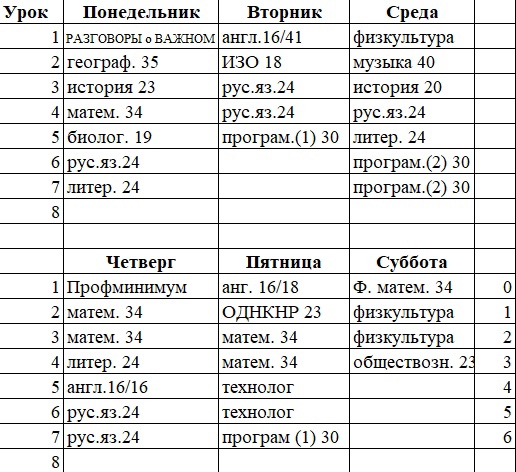 Урок Понедельник Вторник Среда
1 РАЗГОВОРЫ о ВАЖНОМ англ.16/41 физкультура
2 географ. 35 ИЗО 18 музыка 40
3 история 23 рус.яз.24 история 20
4 матем. 34 рус.яз.24 рус.яз.24
5 биолог. 19 програм.(1) 30 литер. 24
6 рус.яз.24 програм.(2) 30
7 литер. 24 програм.(2) 30
8
Четверг Пятница Суббота
1 Профминимум анг. 16/18 Ф. матем. 34 0
2 матем. 34 ОДНКНР 23 физкультура 1
3 матем. 34 матем. 34 физкультура 2
4 литер. 24 матем. 34 обществозн. 23 3
5 англ.16/16 технолог 4
6 рус.яз.24 технолог 5
7 рус.яз.24 програм (1) 30 6
8